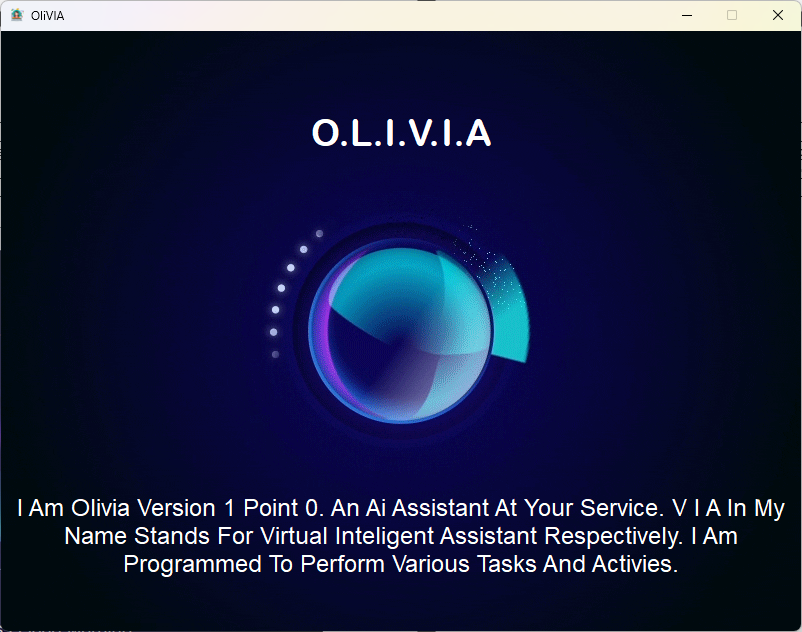 OliVIA
O.L.I.V.I.A
I Am Olivia Version 1 Point 0. An Ai Assistant At Your Service. V I A In My
Name Stands For Virtual Inteligent Assistant Respectively. I Am
Programmed To Perform Various Tasks And Activies.